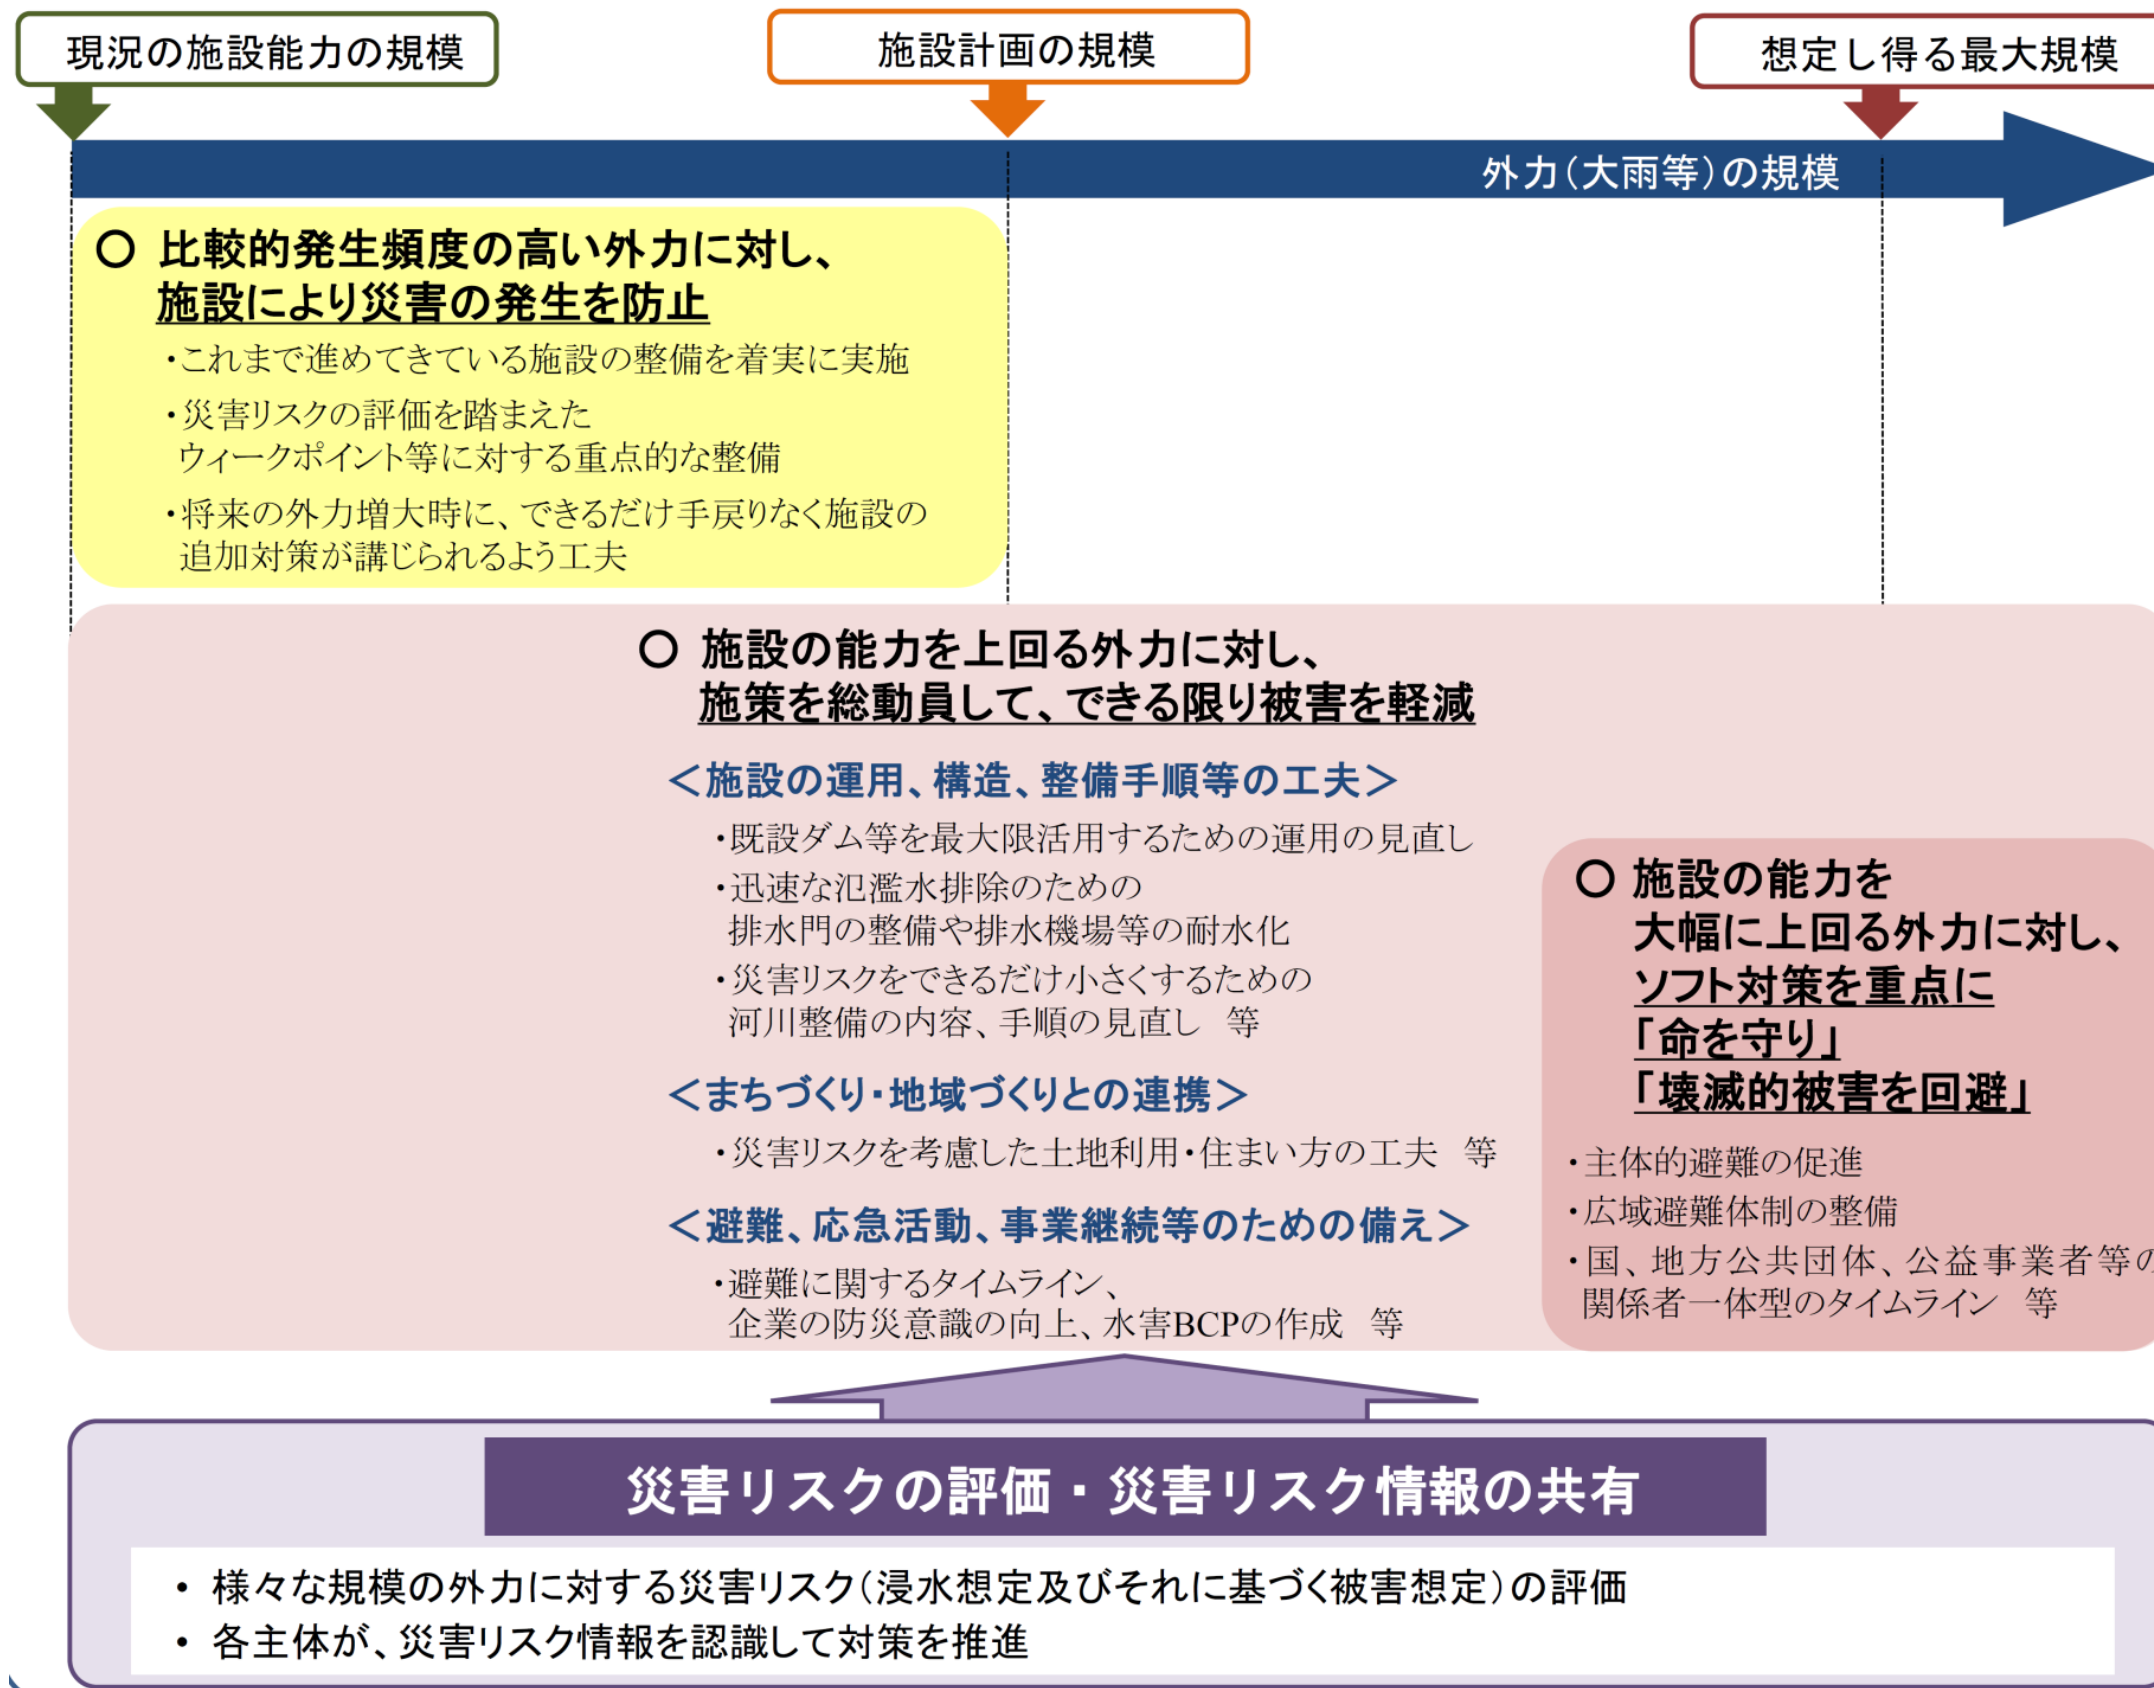 現況の施設能力の規模
施設計画の規模
想定し得る最大規模
外力（大雨等）の規模
○ 比較的発生頻度の高い外力に対し、
施設により災害の発生を防止
・これまで進めてきている施設の整備を着実に実施
・災害リスクの評価を踏まえた
ウィークポイント等に対する重点的な整備
・将来の外力増大時に、できるだけ手戻りなく施設の
追加対策が講じられるよう工夫
○ 施設の能力を上回る外力に対し、
施策を総動員して、できる限り被害を軽減
＜施設の運用、構造、整備手順等の工夫＞
・既設ダム等を最大限活用するための運用の見直し
・迅速な氾濫水排除のための
排水門の整備や排水機場等の耐水化
・災害リスクをできるだけ小さくするための
河川整備の内容、手順の見直し 等
＜まちづくり・地域づくりとの連携＞
・災害リスクを考慮した土地利用・住まい方の工夫 等
＜避難、応急活動、事業継続等のための備え＞
・避難に関するタイムライン、
企業の防災意識の向上、水害BCPの作成 等
○ 施設の能力を
大幅に上回る外力に対し、
ソフト対策を重点に
「命を守り」
「壊滅的被害を回避」
・主体的避難の促進
・広域避難体制の整備
・国、地方公共団体、公益事業者等の
関係者一体型のタイムライン 等
災害リスクの評価・災害リスク情報の共有
• 様々な規模の外力に対する災害リスク（浸水想定及びそれに基づく被害想定）の評価
• 各主体が、災害リスク情報を認識して対策を推進